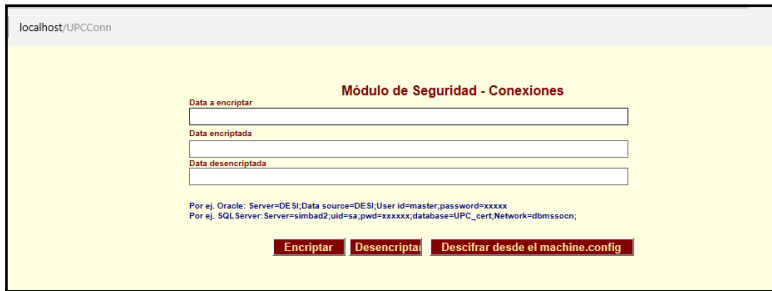 localhost/UPCConn
Módulo de Seguridad - Conexiones
Data a encriptar
Data encriptada
Data desencriptada
Por ej. Oracle: Server=DESI;Data source=DESI;User id=master;password=xxxxx
Por ej. SQLServer:Server=simbad2;uid=sa;pwd=xxxxxx;database=UPC_cert;Network=dbmssocn;
Encriptar Desencriptar Descifrar desde el machine.config